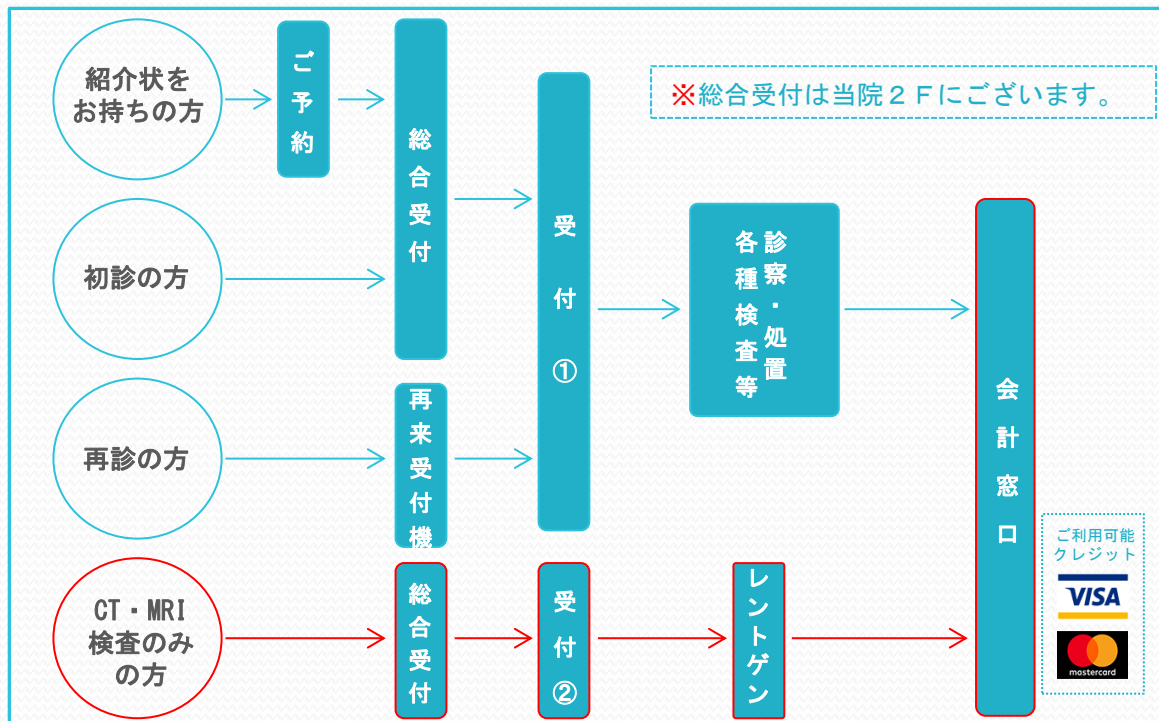 紹介状を
お持ちの方
ご予約
総合受付
受付①
※総合受付は当院2Fにございます。
初診の方
診察・処置
各種検査等
再診の方
再来受付機
会計窓口
ご利用可能
クレジット
VISA
mastercard
CT・MRI
検査のみ
の方
総合受付
受付②
レントゲン